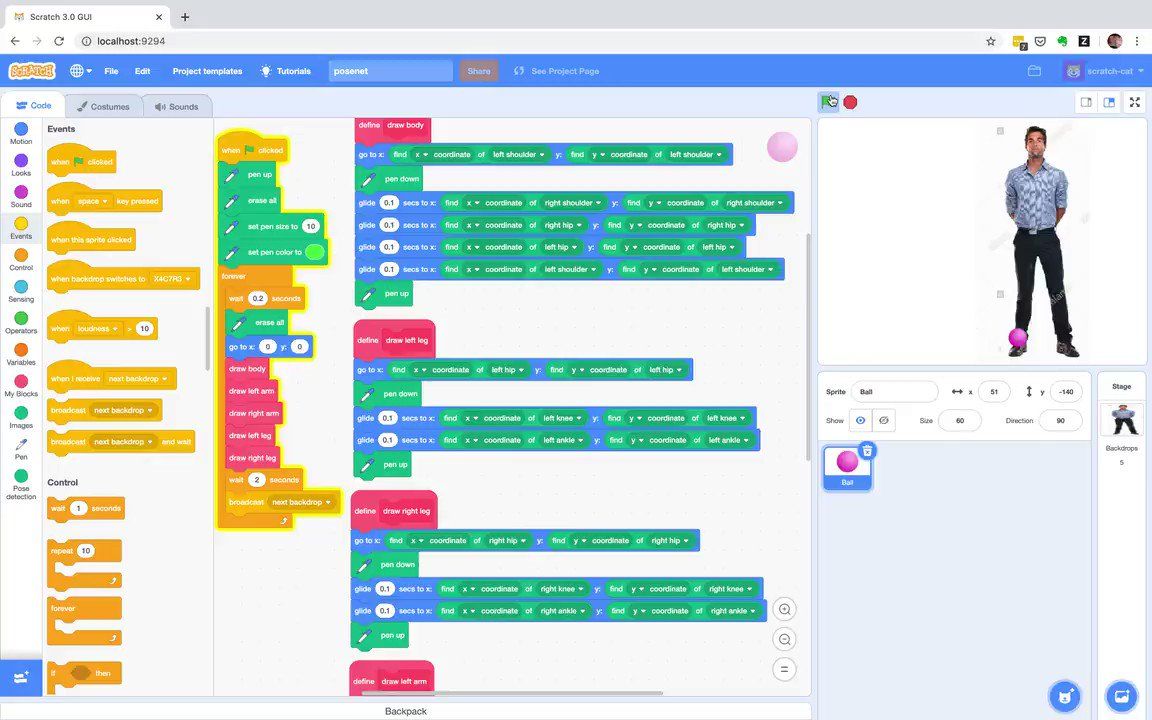 Scratch 3.0 GUI
localhost:9294
7
Z
SCRATCH
File
Edit
Project templates
Tutorials
posenet
Share
See Project Page
scratch-cat
Code
Costumes
Sounds
Motion
Looks
Sound
Events
Control
Sensing
Operators
Variables
My Blocks
Images
Pen
Pose
detection
Events
when clicked
when space key pressed
when this sprite clicked
when backdrop switches to X4C7R3
when loudness > 10
when I receive next backdrop
broadcast next backdrop
broadcast next backdrop and wait
Control
wait 1 seconds
repeat 10
forever
if then
when clicked
pen up
erase all
set pen size to 10
set pen color to
forever
wait 0.2 seconds
erase all
go to x: 0 y: 0
draw body
draw left arm
draw right arm
draw left leg
draw right leg
wait 2 seconds
broadcast next backdrop
define draw body
go to x: find x coordinate of left shoulder y: find y coordinate of left shoulder
pen down
glide 0.1 secs to x: find x coordinate of right shoulder y: find y coordinate of right shoulder
glide 0.1 secs to x: find x coordinate of right hip y: find y coordinate of right hip
glide 0.1 secs to x: find x coordinate of left hip y: find y coordinate of left hip
glide 0.1 secs to x: find x coordinate of left shoulder y: find y coordinate of left shoulder
pen up
define draw left leg
go to x: find x coordinate of left hip y: find y coordinate of left hip
pen down
glide 0.1 secs to x: find x coordinate of left knee y: find y coordinate of left knee
glide 0.1 secs to x: find x coordinate of left ankle y: find y coordinate of left ankle
pen up
define draw right leg
go to x: find x coordinate of right hip y: find y coordinate of right hip
pen down
glide 0.1 secs to x: find x coordinate of right knee y: find y coordinate of right knee
glide 0.1 secs to x: find x coordinate of right ankle y: find y coordinate of right ankle
pen up
define draw left arm
Backpack
Sprite Ball x 51 y -140
Show Size 60 Direction 90
Ball
Stage
Backdrops
5